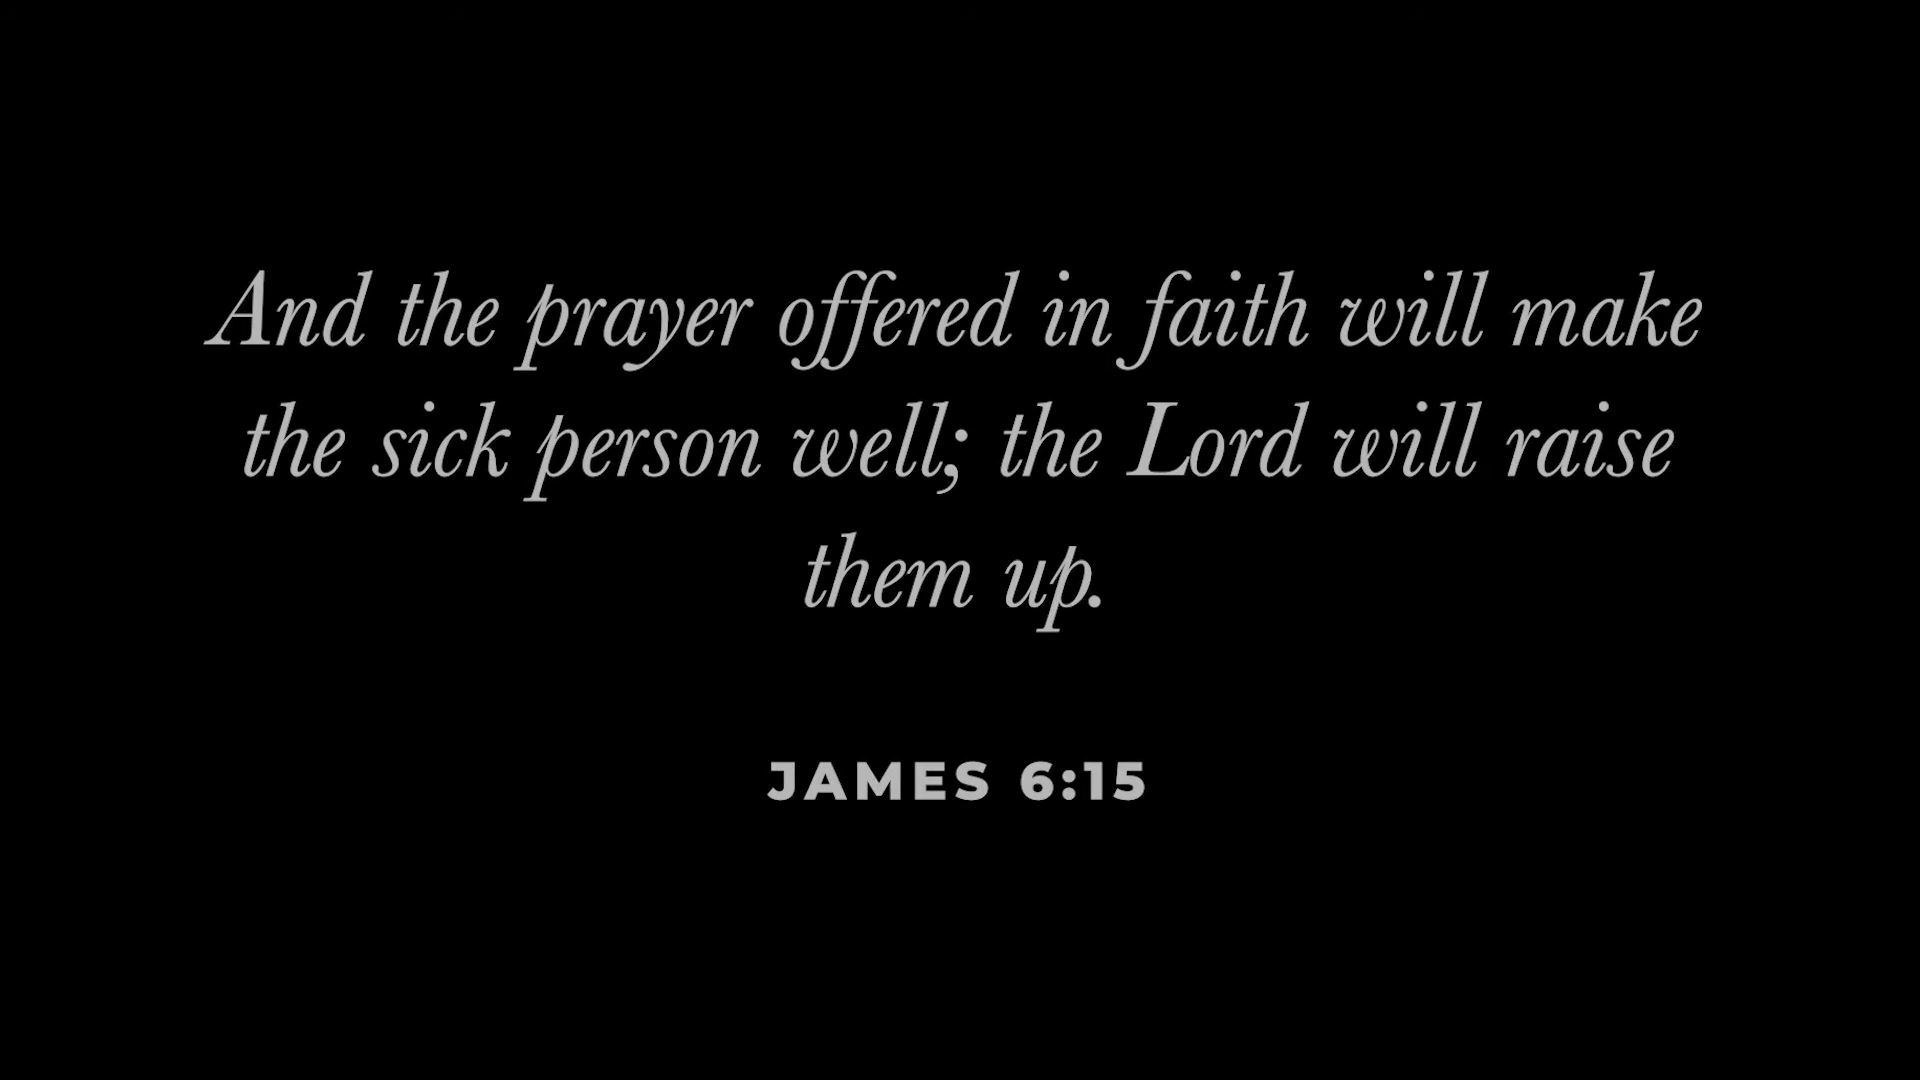 And the prayer offered in faith will make
the sick person well; the Lord will raise
them up.
JAMES 6:15